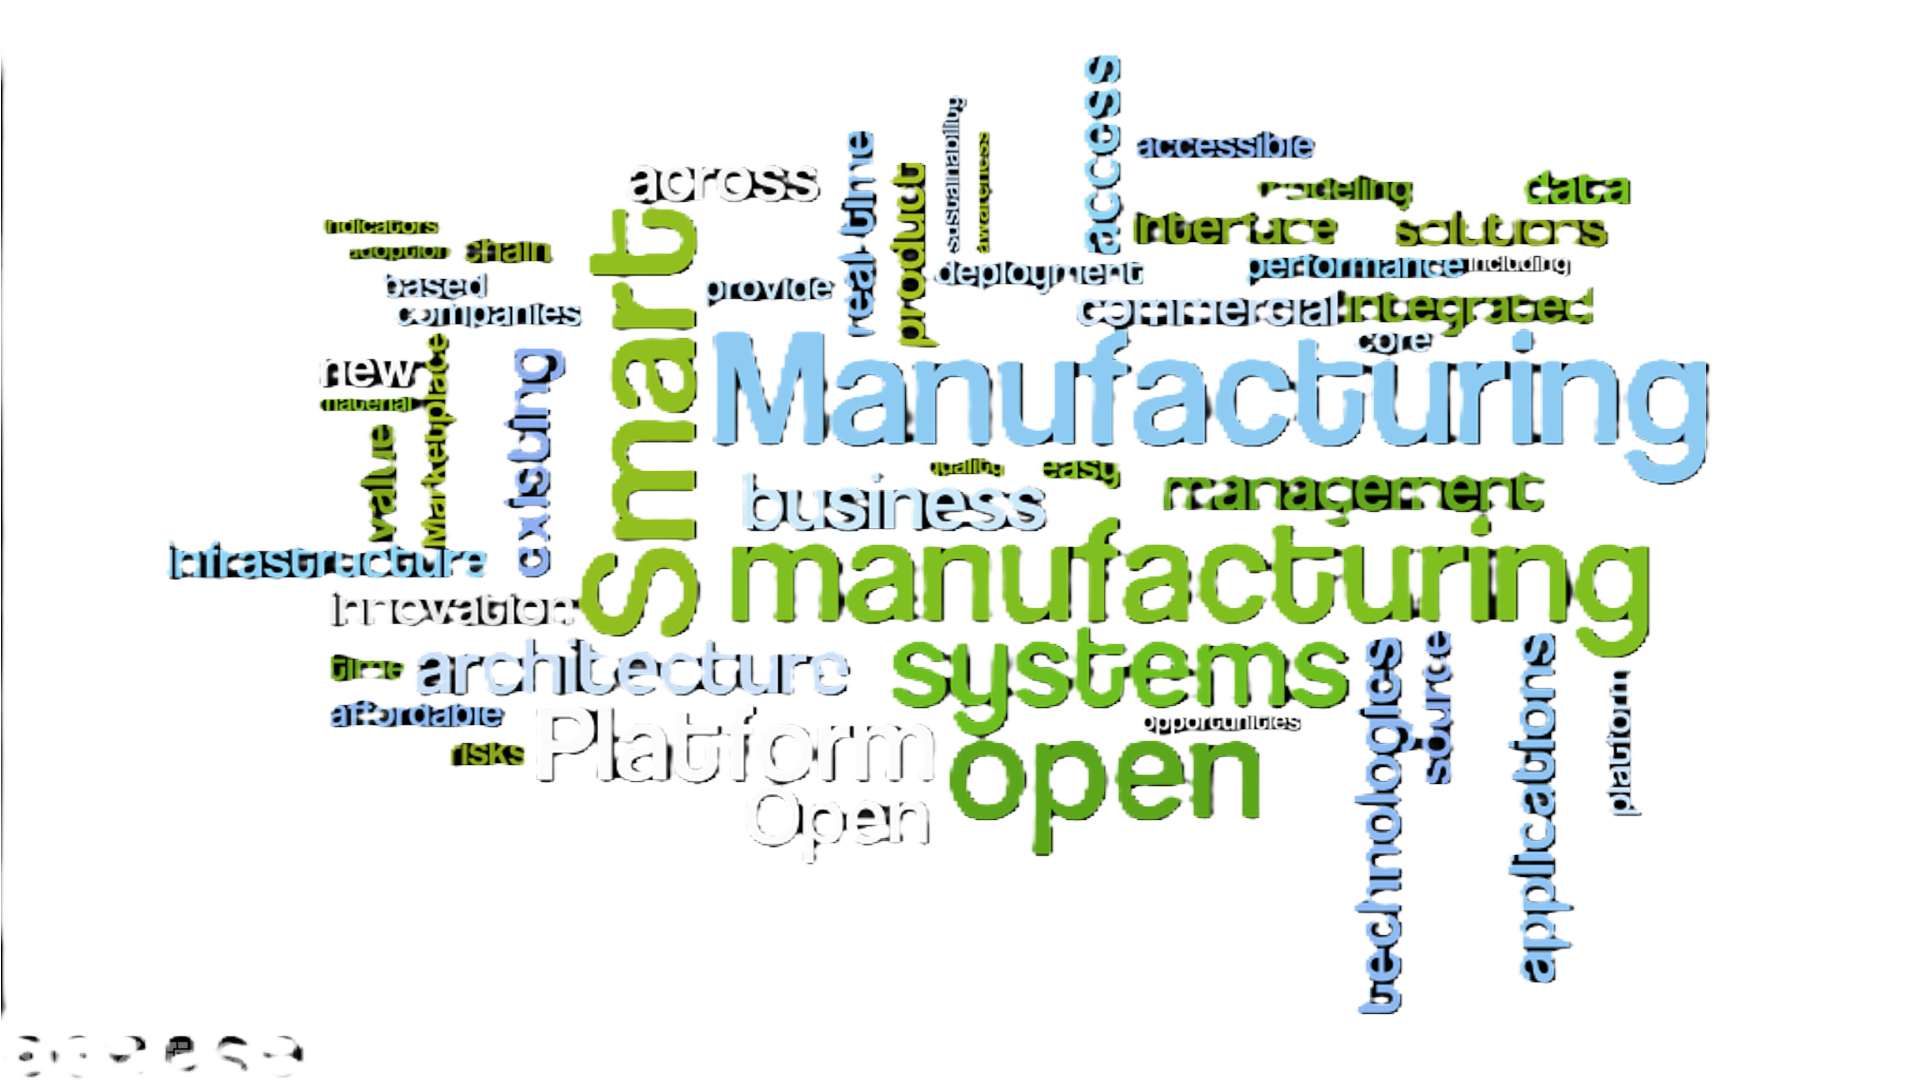 access
accessible
sustainability
awareness
real-time
product
across
modeling
data
indicators
adoption
chain
Interface
solutions
based
companies
provide
deployment
performance
including
commercial
integrated
core
Smart
Manufacturing
new
material
Marketplace
existing
value
quality
easy
business
management
infrastructure
manufacturing
innovation
time
architecture
systems
technologies
source
applications
platform
affordable
risks
Platform
opportunities
open
Open